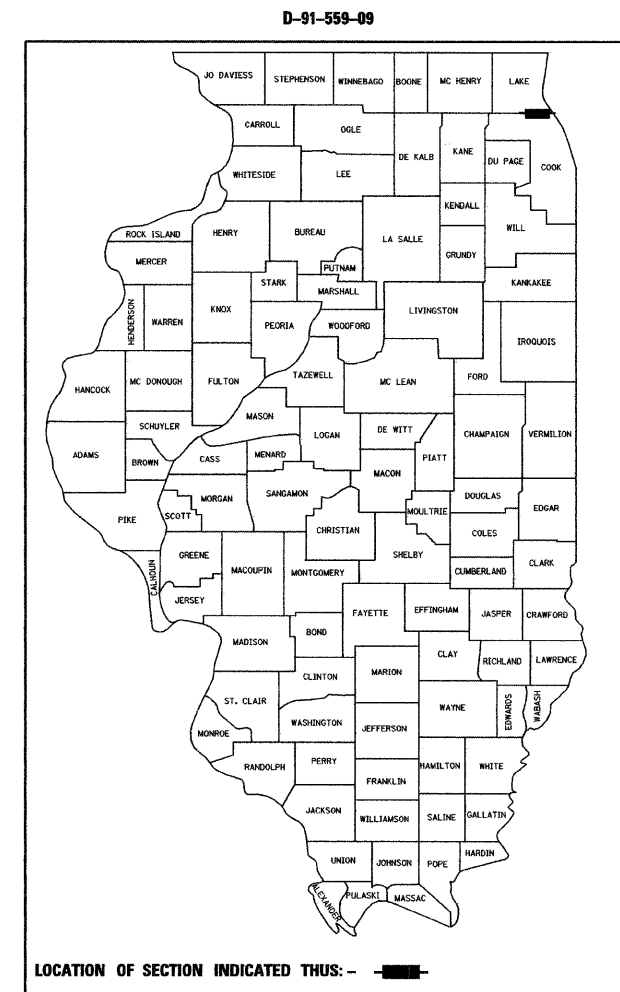 D-91-559-09
JO DAVIESS STEPHENSON WINNEBAGO BOONE MC HENRY LAKE
CARROLL OGLE DE KALB KANE DU PAGE COOK
WHITESIDE LEE
KENDALL
ROCK ISLAND HENRY BUREAU LA SALLE WILL
MERCER PUTNAM GRUNDY
STARK MARSHALL KANKAKEE
HENDERSON WARREN KNOX PEORIA WOODFORD LIVINGSTON IROQUOIS
HANCOCK MC DONOUGH FULTON TAZEWELL MC LEAN FORD
MASON
SCHUYLER LOGAN DE WITT CHAMPAIGN VERMILION
ADAMS BROWN CASS MENARD PIATT
MACON
MORGAN SANGAMON DOUGLAS
PIKE SCOTT CHRISTIAN MOULTRIE EDGAR
COLES
GREENE MACOUPIN MONTGOMERY SHELBY
CALHOUN CUMBERLAND CLARK
JERSEY
FAYETTE EFFINGHAM JASPER CRAWFORD
MADISON BOND
CLAY RICHLAND LAWRENCE
CLINTON MARION
ST. CLAIR WAYNE EDWARDS WABASH
WASHINGTON JEFFERSON
MONROE
RANDOLPH PERRY HAMILTON WHITE
FRANKLIN
JACKSON WILLIAMSON SALINE GALLATIN
UNION JOHNSON POPE HARDIN
ALEXANDER PULASKI MASSAC
LOCATION OF SECTION INDICATED THUS: -